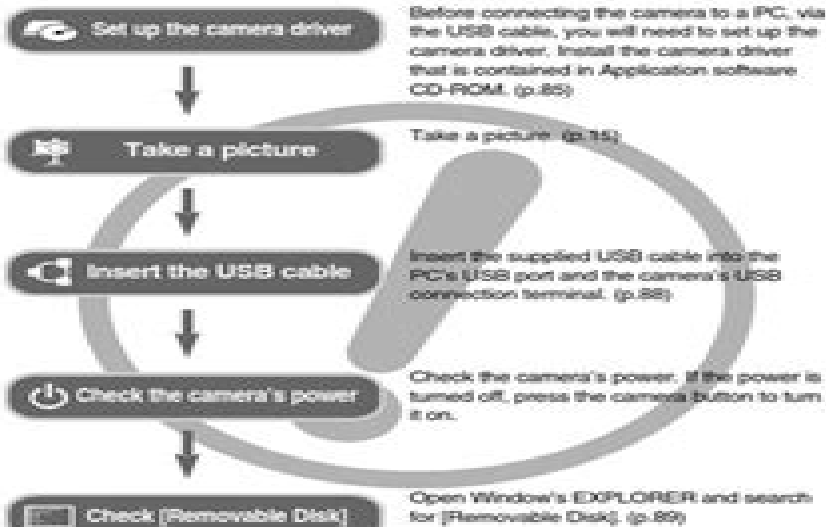 Set up the camera driver
Before connecting the camera to a PC, via
the USB cable, you will need to set up the
camera driver. Install the camera driver
that is contained in Application software
CD-ROM. (p.85)
Take a picture
Take a picture. (p.15)
Insert the USB cable
Insert the supplied USB cable into the
PC's USB port and the camera's USB
connection terminal. (p.88)
Check the camera's power
Check the camera's power. If the power is
turned off, press the camera button to turn
it on.
Check [Removable Disk]
Open Window's EXPLORER and search
for [Removable Disk]. (p.89)